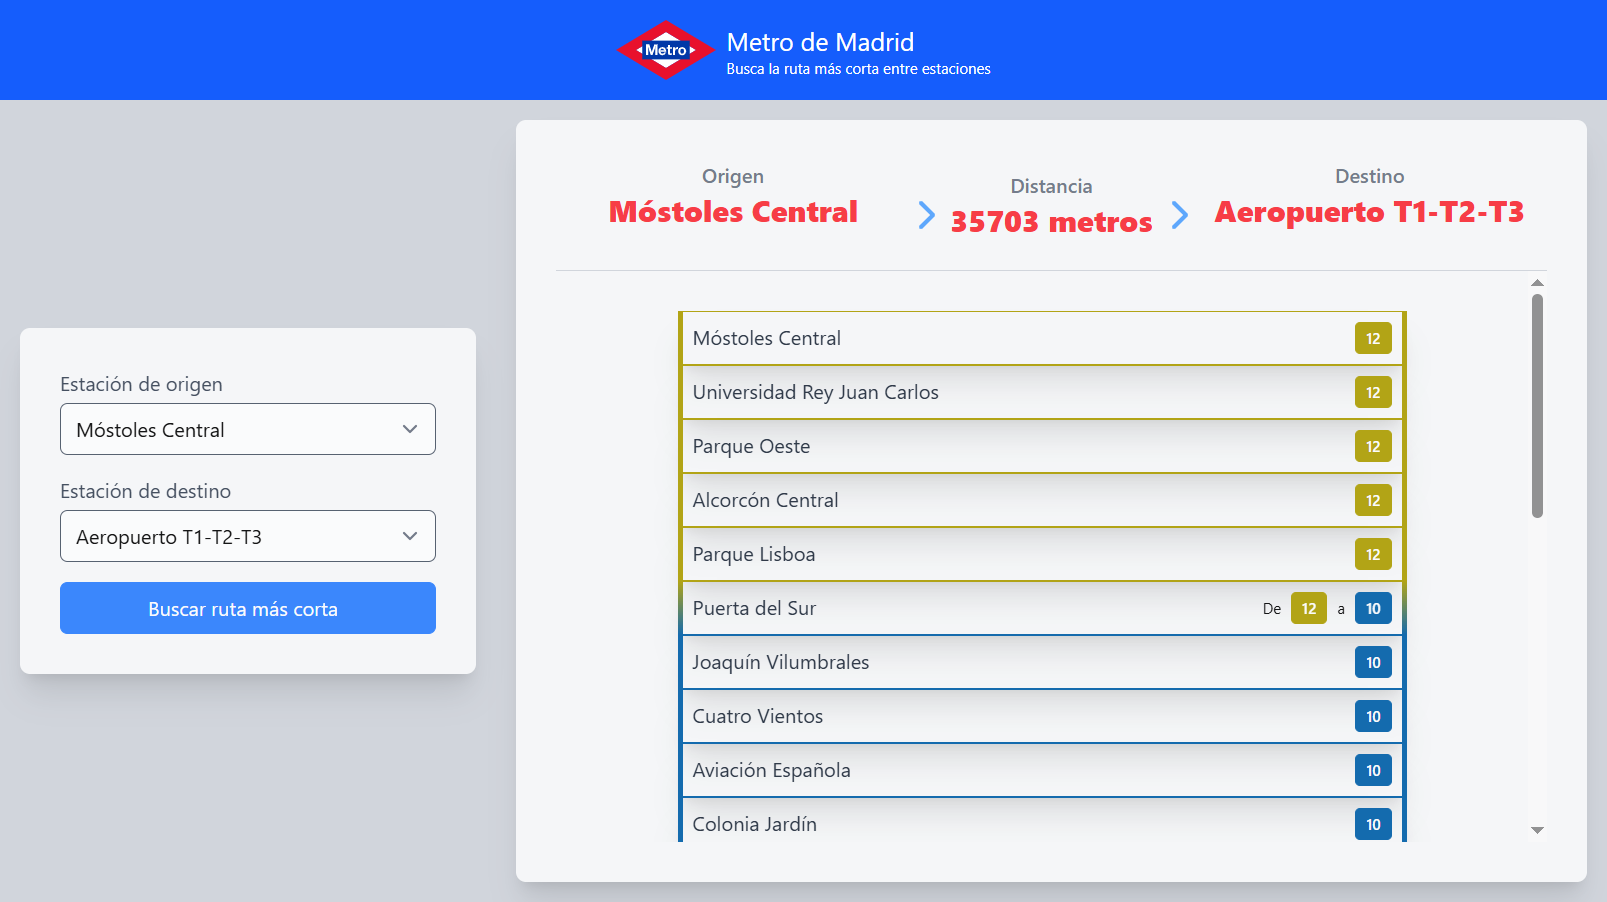 Metro
Metro de Madrid
Busca la ruta más corta entre estaciones
Estación de origen
Móstoles Central
Estación de destino
Aeropuerto T1-T2-T3
Buscar ruta más corta
Origen
Móstoles Central
Distancia
35703 metros
Destino
Aeropuerto T1-T2-T3
Móstoles Central 12
Universidad Rey Juan Carlos 12
Parque Oeste 12
Alcorcón Central 12
Parque Lisboa 12
Puerta del Sur De 12 a 10
Joaquín Vilumbrales 10
Cuatro Vientos 10
Aviación Española 10
Colonia Jardín 10